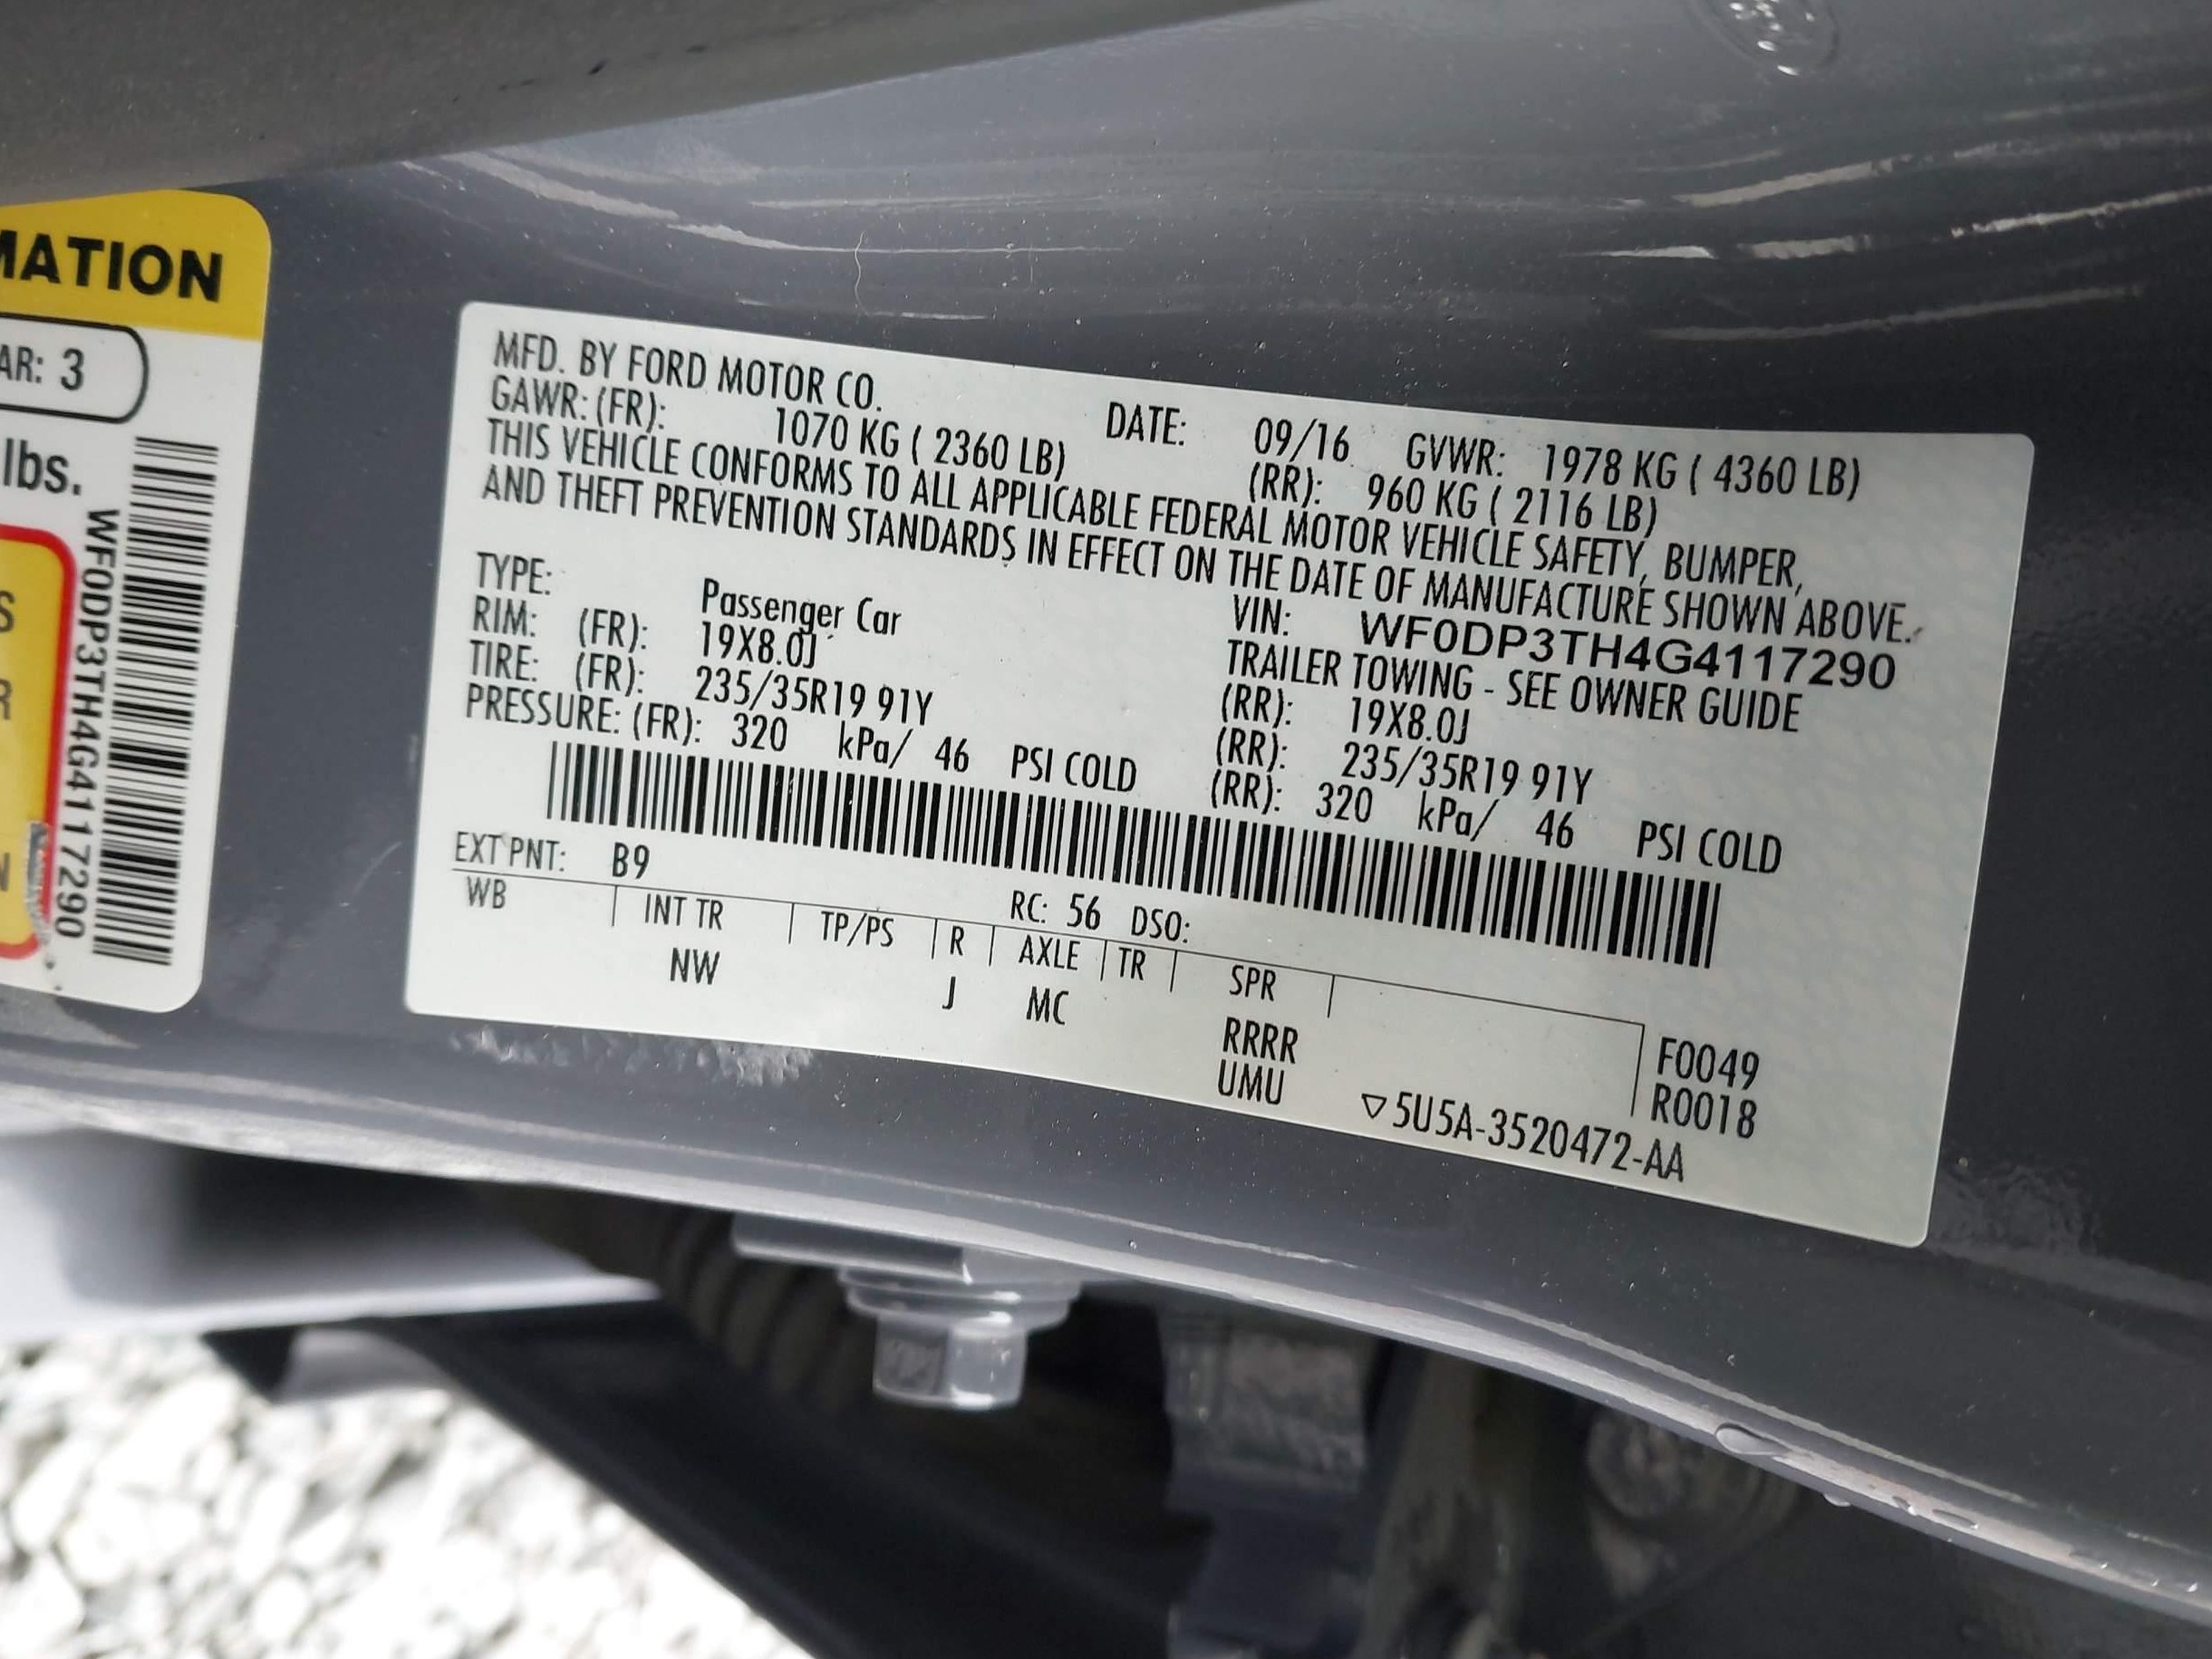 MATION
AR: 3
lbs.
WF0DP3TH4G4117290
S
R
N
MFD. BY FORD MOTOR CO. DATE: 09/16 GVWR: 1978 KG ( 4360 LB)
GAWR: (FR): 1070 KG ( 2360 LB) (RR): 960 KG ( 2116 LB)
THIS VEHICLE CONFORMS TO ALL APPLICABLE FEDERAL MOTOR VEHICLE SAFETY, BUMPER,
AND THEFT PREVENTION STANDARDS IN EFFECT ON THE DATE OF MANUFACTURE SHOWN ABOVE.
VIN: WF0DP3TH4G4117290
TYPE: Passenger Car TRAILER TOWING - SEE OWNER GUIDE
RIM: (FR): 19X8.0J (RR): 19X8.0J
TIRE: (FR): 235/35R19 91Y (RR): 235/35R19 91Y
PRESSURE: (FR): 320 kPa/ 46 PSI COLD (RR): 320 kPa/ 46 PSI COLD
EXT PNT: B9 RC: 56 DSO:
WB INT TR TP/PS R AXLE TR SPR
NW J MC RRRR F0049
UMU R0018
▽5U5A-3520472-AA